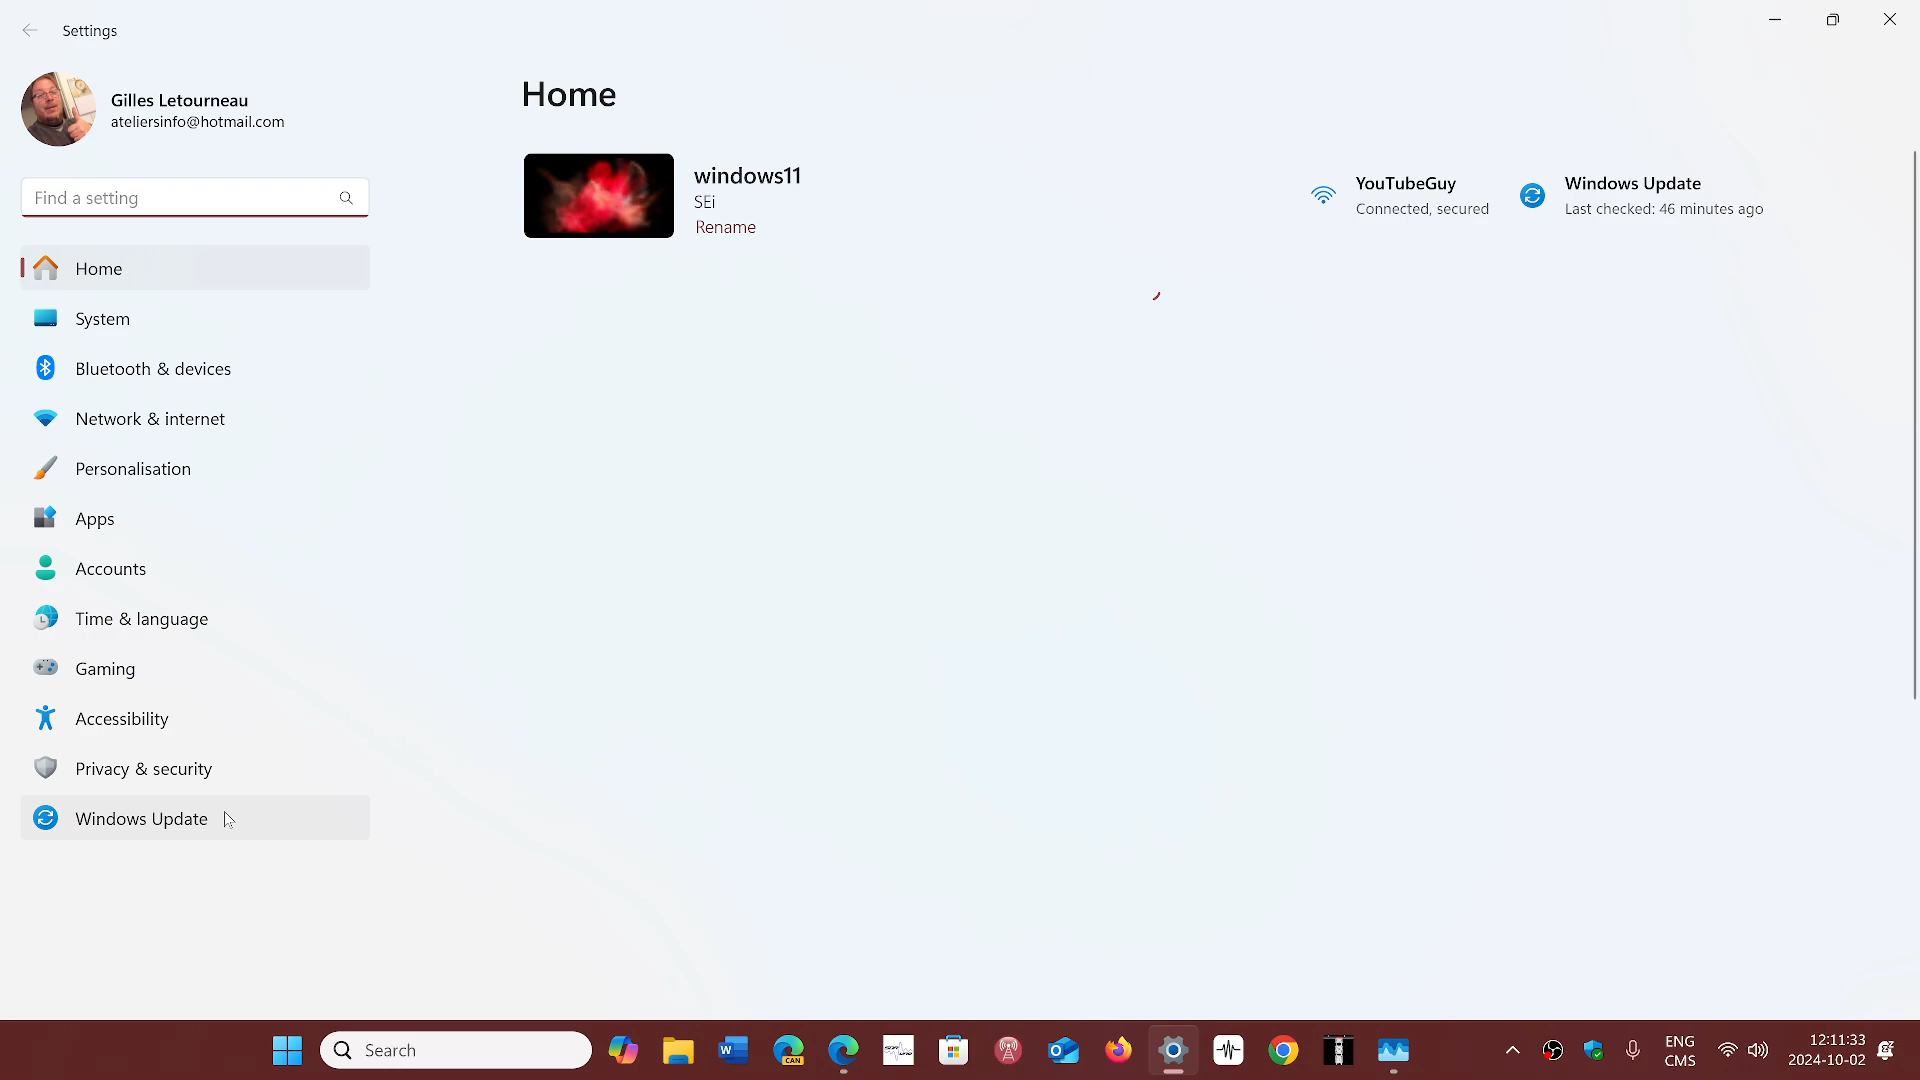 Settings
Gilles Letourneau
ateliersinfo@hotmail.com
Find a setting
Home
System
Bluetooth & devices
Network & internet
Personalisation
Apps
Accounts
Time & language
Gaming
Accessibility
Privacy & security
Windows Update
Home
windows11
SEi
Rename
YouTubeGuy
Connected, secured
Windows Update
Last checked: 46 minutes ago
Search
W
CAN
ENG
CMS
12:11:33
2024-10-02